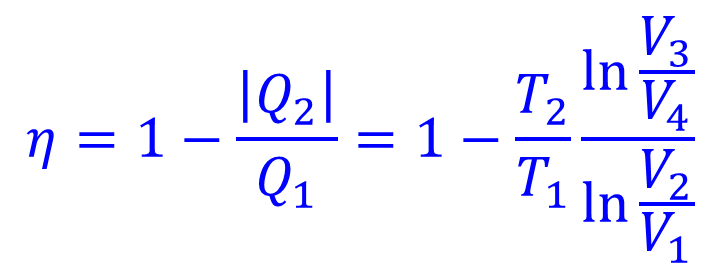 η = 1 − |Q₂|/Q₁ = 1 − T₂/T₁ · ln(V₃/V₄)/ln(V₂/V₁)